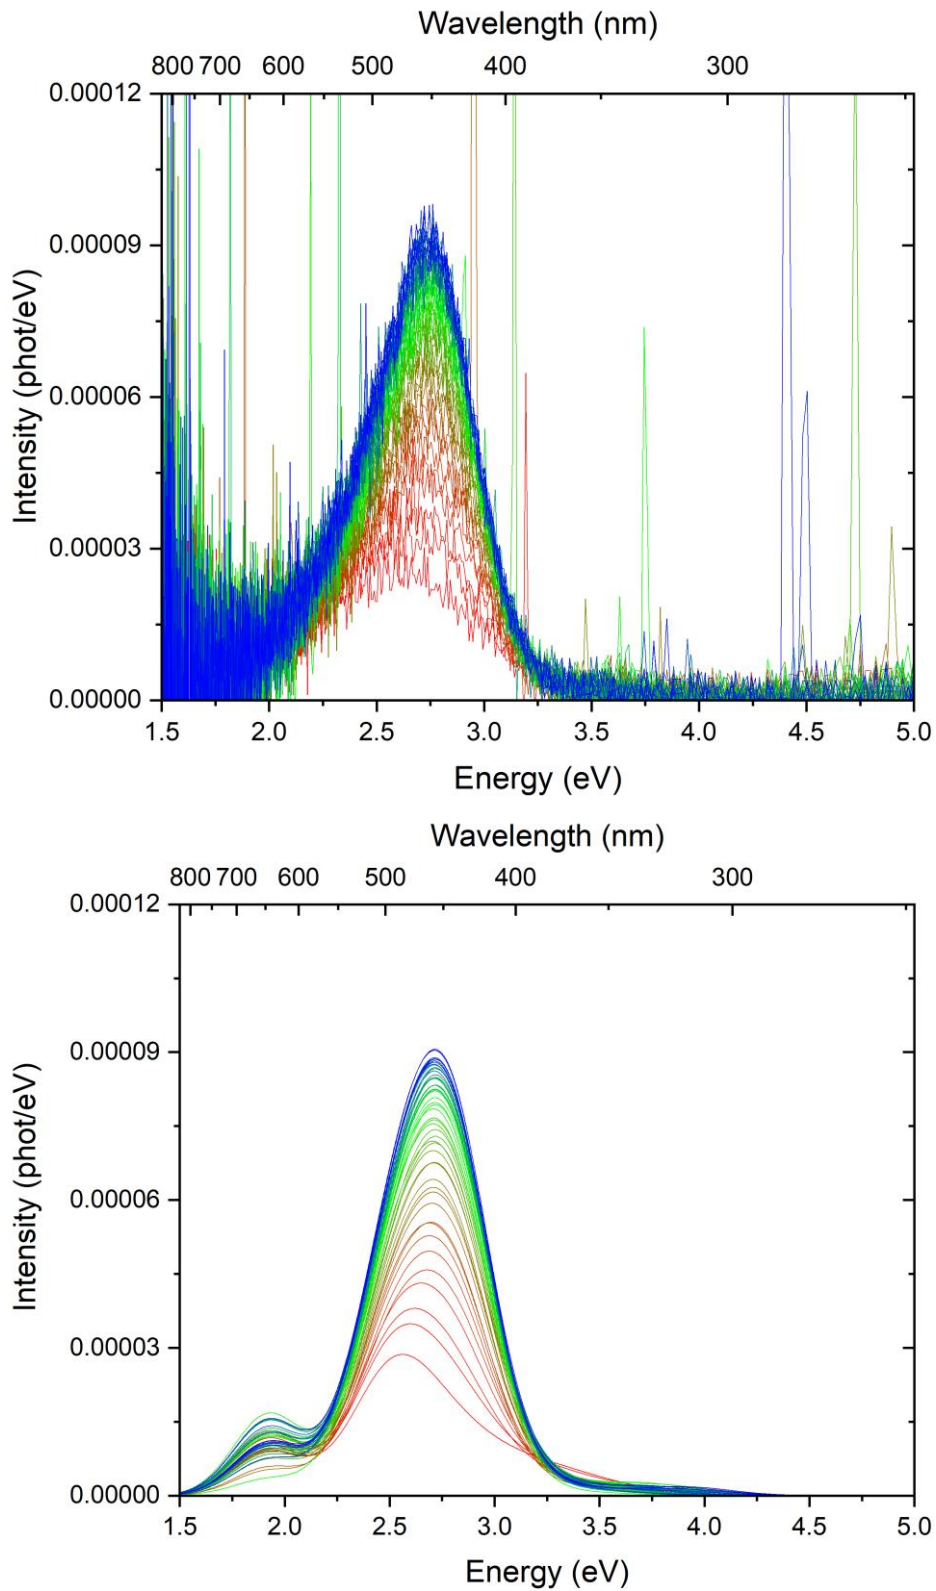 Wavelength (nm)
800 700 600 500 400 300
0.00012
0.00009
0.00006
0.00003
0.00000
Intensity (phot/eV)
1.5 2.0 2.5 3.0 3.5 4.0 4.5 5.0
Energy (eV)
Wavelength (nm)
800 700 600 500 400 300
0.00012
0.00009
0.00006
0.00003
0.00000
Intensity (phot/eV)
1.5 2.0 2.5 3.0 3.5 4.0 4.5 5.0
Energy (eV)